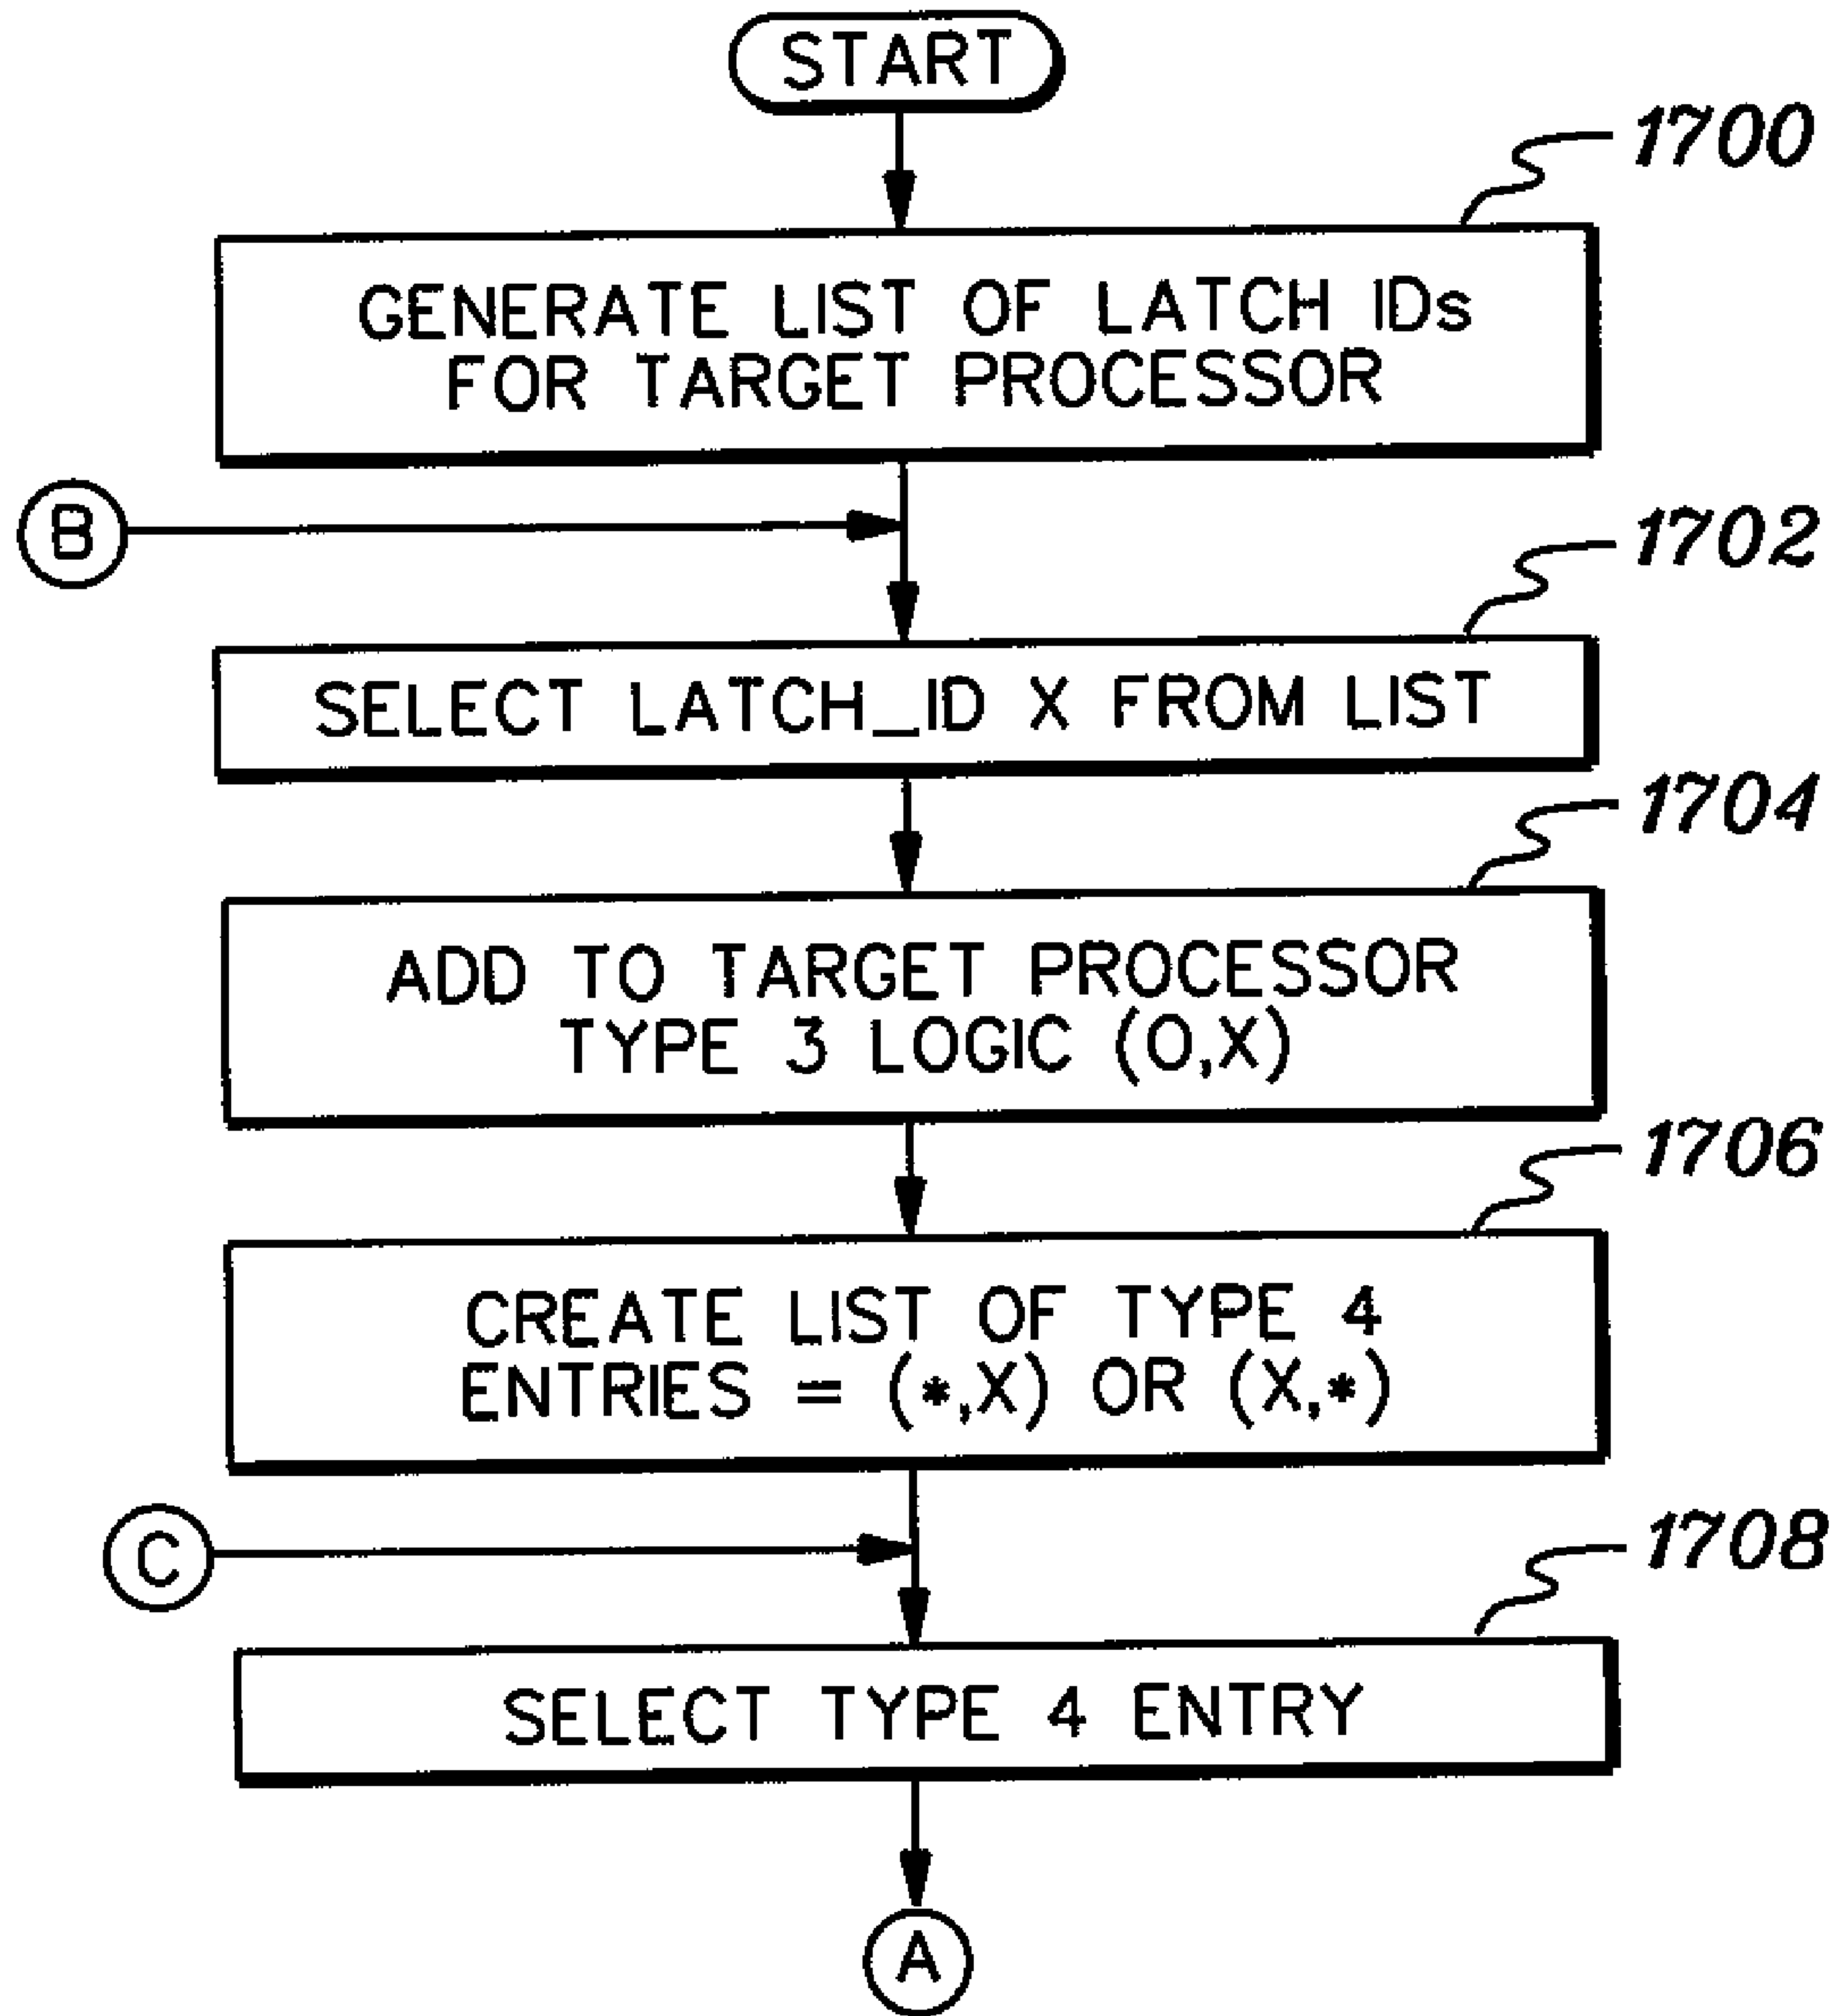 START
1700
GENERATE LIST OF LATCH IDs
FOR TARGET PROCESSOR
B
1702
SELECT LATCH_ID X FROM LIST
1704
ADD TO TARGET PROCESSOR
TYPE 3 LOGIC (0,X)
1706
CREATE LIST OF TYPE 4
ENTRIES = (*,X) OR (X,*)
C
1708
SELECT TYPE 4 ENTRY
A